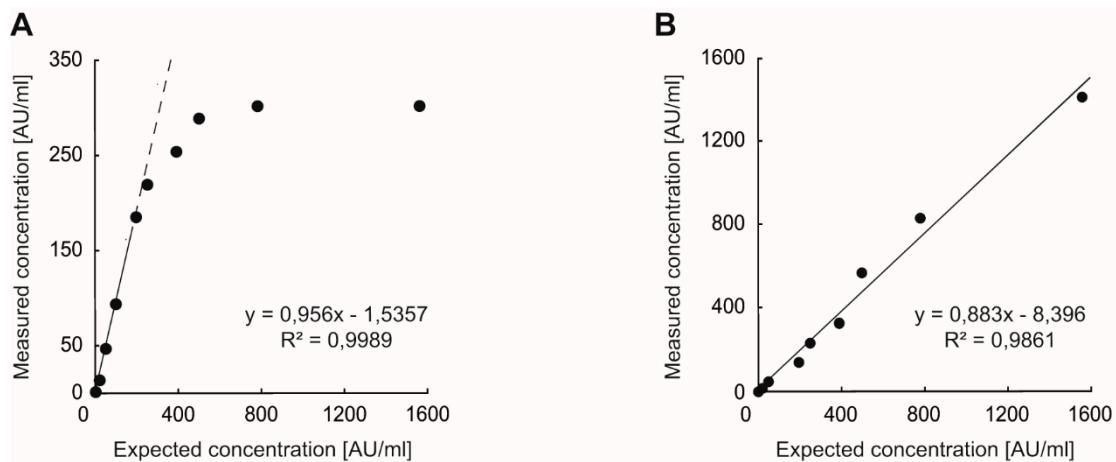 A
B
350
250
150
50
0
0
400
800
1200
1600
Measured concentration [AU/ml]
Expected concentration [AU/ml]
y = 0,956x - 1,5357
R² = 0,9989
1600
1200
800
400
0
0
400
800
1200
1600
Measured concentration [AU/ml]
Expected concentration [AU/ml]
y = 0,883x - 8,396
R² = 0,9861